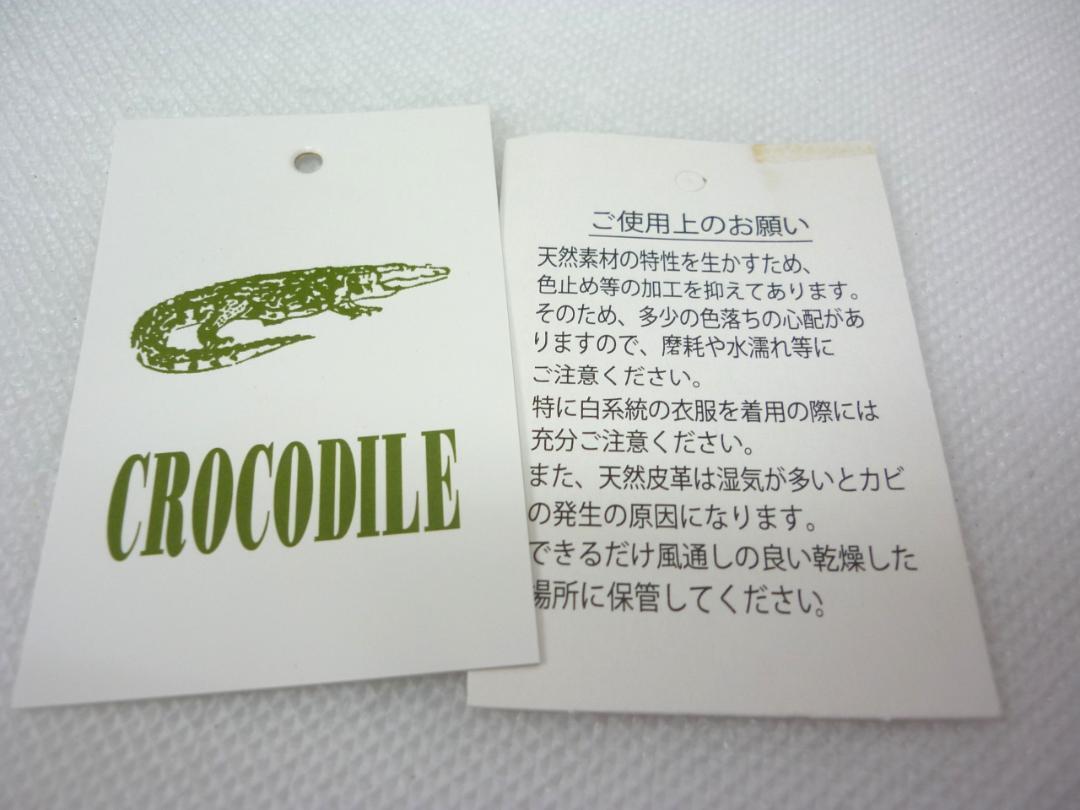 CROCODILE
ご使用上のお願い
天然素材の特性を生かすため、
色止め等の加工を抑えてあります。
そのため、多少の色落ちの心配があ
りますので、磨耗や水濡れ等に
ご注意ください。
特に白系統の衣服を着用の際には
充分ご注意ください。
また、天然皮革は湿気が多いとカビ
の発生の原因になります。
できるだけ風通しの良い乾燥した
場所に保管してください。